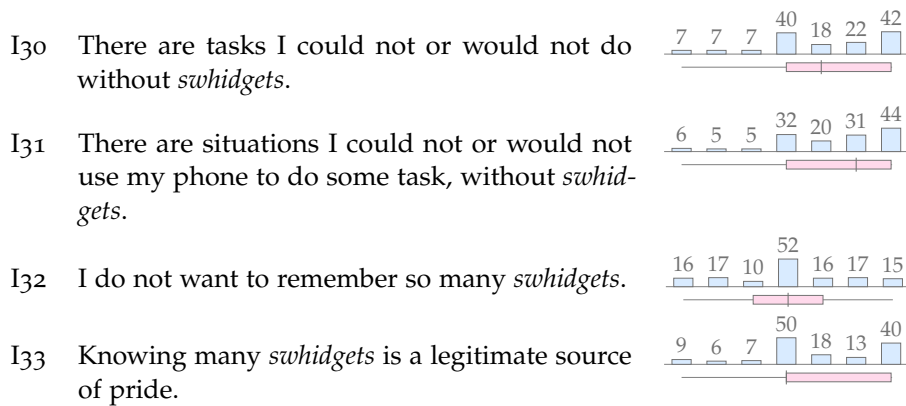 7 7 7 40 18 22 42
I30 There are tasks I could not or would not do
without swhidgets.
6 5 5 32 20 31 44
I31 There are situations I could not or would not
use my phone to do some task, without swhid-
gets.
16 17 10 52 16 17 15
I32 I do not want to remember so many swhidgets.
9 6 7 50 18 13 40
I33 Knowing many swhidgets is a legitimate source
of pride.